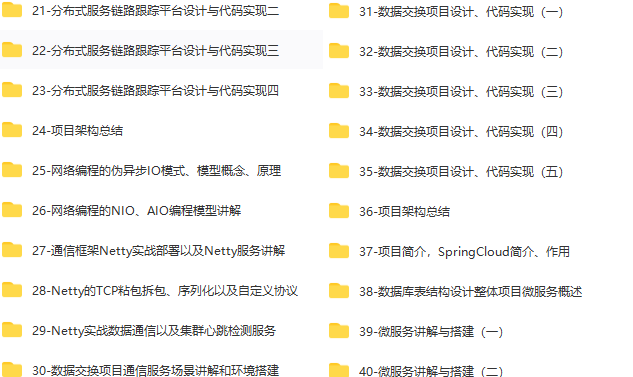 21-分布式服务链路跟踪平台设计与代码实现二
22-分布式服务链路跟踪平台设计与代码实现三
23-分布式服务链路跟踪平台设计与代码实现四
24-项目架构总结
25-网络编程的伪异步IO模式、模型概念、原理
26-网络编程的NIO、AIO编程模型讲解
27-通信框架Netty实战部署以及Netty服务讲解
28-Netty的TCP粘包拆包、序列化以及自定义协议
29-Netty实战数据通信以及集群心跳检测服务
30-数据交换项目通信服务场景讲解和环境搭建
31-数据交换项目设计、代码实现（一）
32-数据交换项目设计、代码实现（二）
33-数据交换项目设计、代码实现（三）
34-数据交换项目设计、代码实现（四）
35-数据交换项目设计、代码实现（五）
36-项目架构总结
37-项目简介，SpringCloud简介、作用
38-数据库表结构设计整体项目微服务概述
39-微服务讲解与搭建（一）
40-微服务讲解与搭建（二）